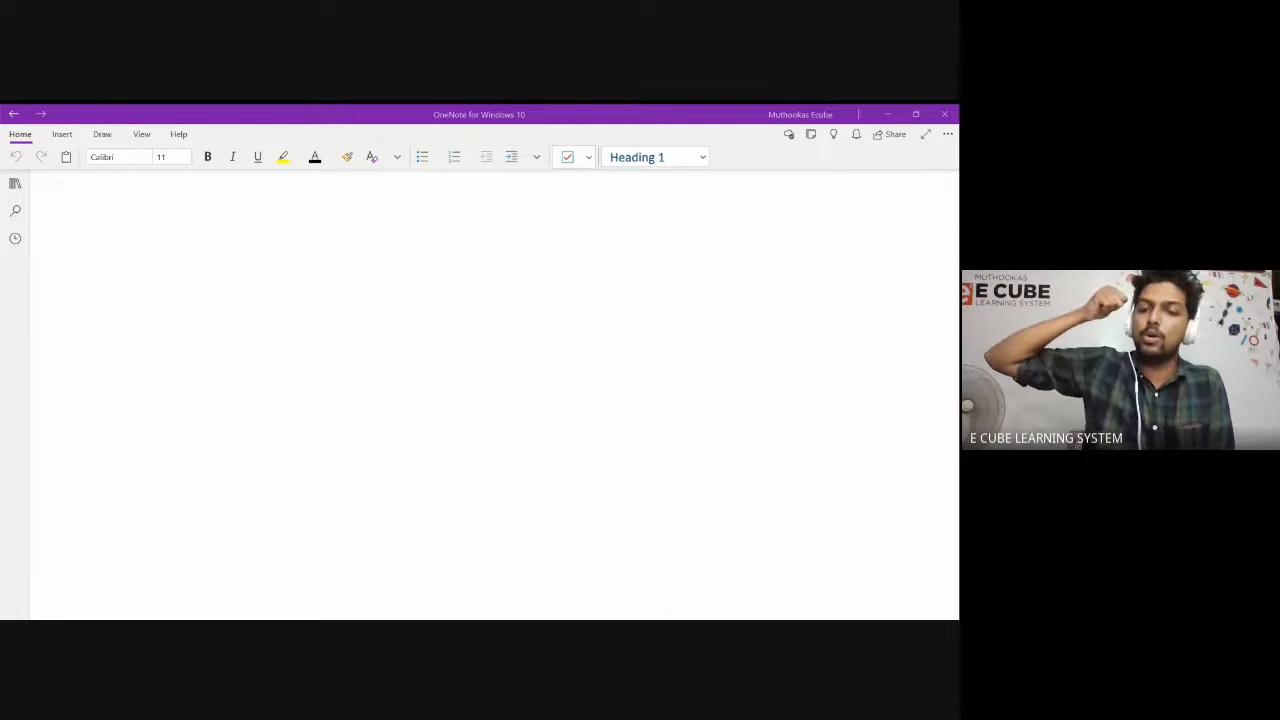 OneNote for Windows 10
Muthookas Ecube
Home Insert Draw View Help
Share
Calibri 11 B I U A Heading 1
MUTHOOKAS
e E CUBE
LEARNING SYSTEM
E CUBE LEARNING SYSTEM